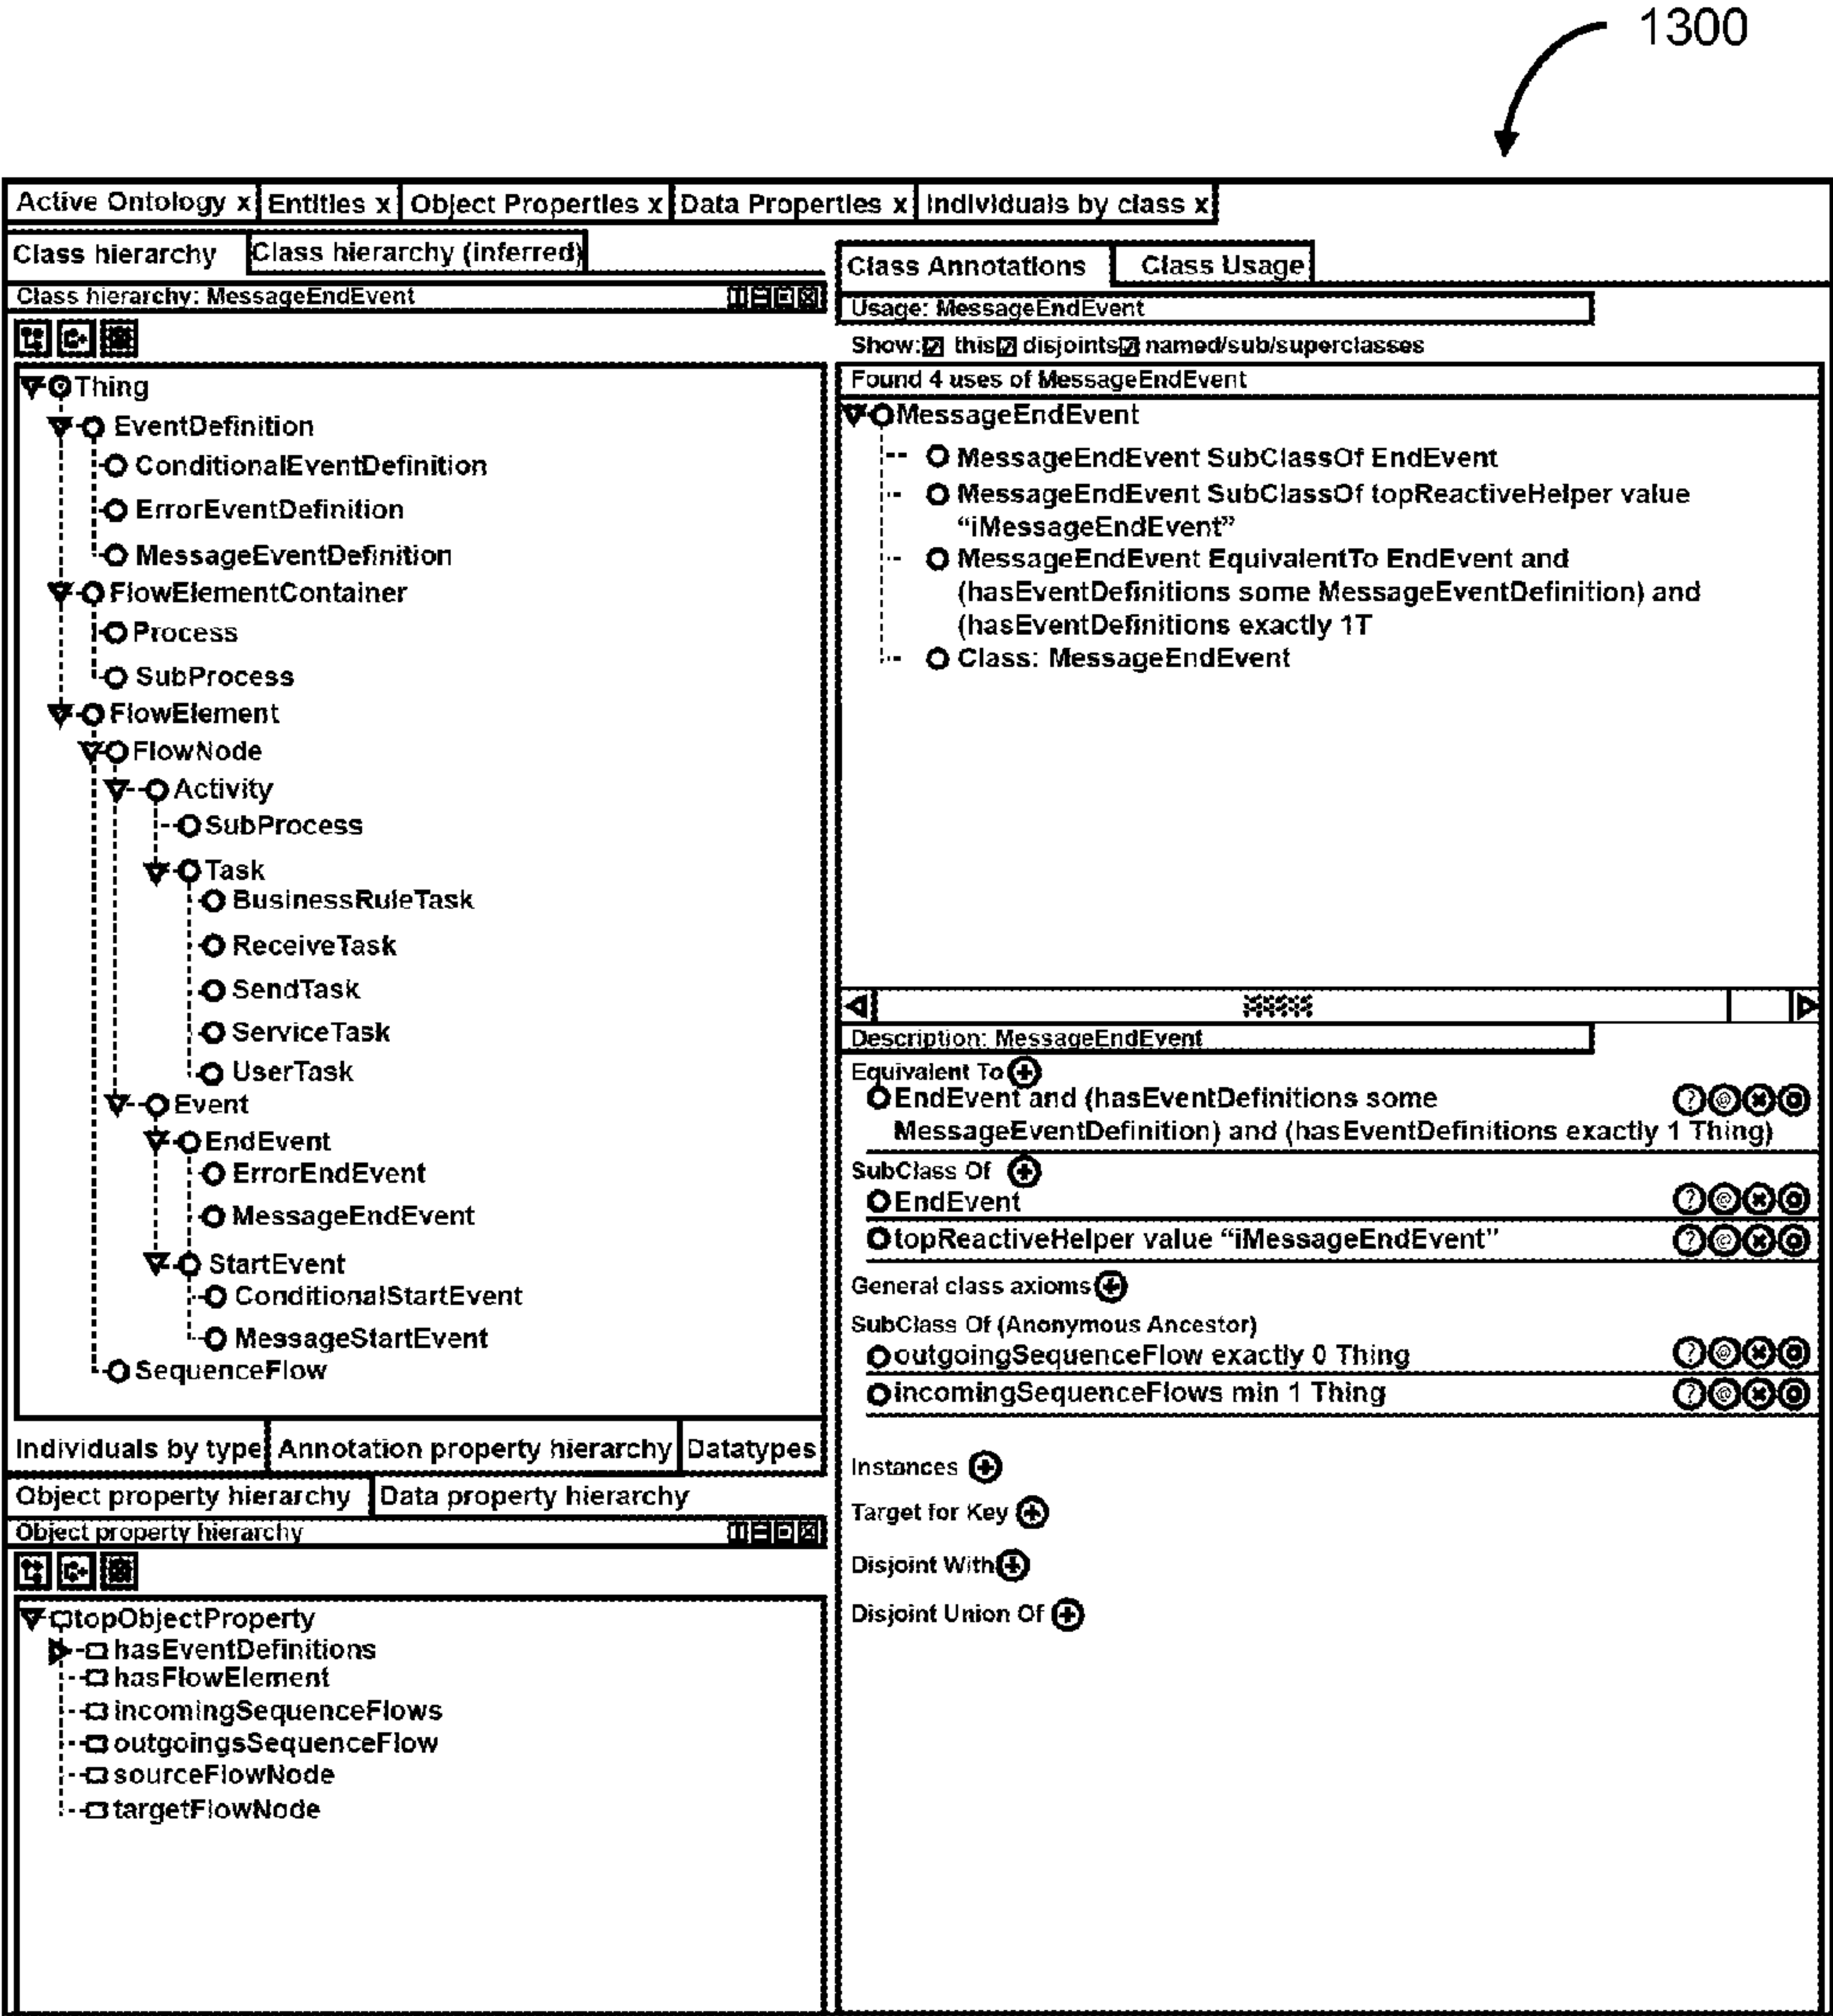 1300
Active Ontology x Entities x Object Properties x Data Properties x Individuals by class x
Class hierarchy Class hierarchy (inferred)
Class hierarchy: MessageEndEvent
Thing
EventDefinition
ConditionalEventDefinition
ErrorEventDefinition
MessageEventDefinition
FlowElementContainer
Process
SubProcess
FlowElement
FlowNode
Activity
SubProcess
Task
BusinessRuleTask
ReceiveTask
SendTask
ServiceTask
UserTask
Event
EndEvent
ErrorEndEvent
MessageEndEvent
StartEvent
ConditionalStartEvent
MessageStartEvent
SequenceFlow
Individuals by type Annotation property hierarchy Datatypes
Object property hierarchy Data property hierarchy
Object property hierarchy
topObjectProperty
hasEventDefinitions
hasFlowElement
incomingSequenceFlows
outgoingsSequenceFlow
sourceFlowNode
targetFlowNode
Class Annotations Class Usage
Usage: MessageEndEvent
Show: this disjoints named/sub/superclasses
Found 4 uses of MessageEndEvent
MessageEndEvent
MessageEndEvent SubClassOf EndEvent
MessageEndEvent SubClassOf topReactiveHelper value
“iMessageEndEvent”
MessageEndEvent EquivalentTo EndEvent and
(hasEventDefinitions some MessageEventDefinition) and
(hasEventDefinitions exactly 1T
Class: MessageEndEvent
Description: MessageEndEvent
Equivalent To
EndEvent and (hasEventDefinitions some
MessageEventDefinition) and (hasEventDefinitions exactly 1 Thing)
SubClass Of
EndEvent
topReactiveHelper value “iMessageEndEvent”
General class axioms
SubClass Of (Anonymous Ancestor)
outgoingSequenceFlow exactly 0 Thing
incomingSequenceFlows min 1 Thing
Instances
Target for Key
Disjoint With
Disjoint Union Of